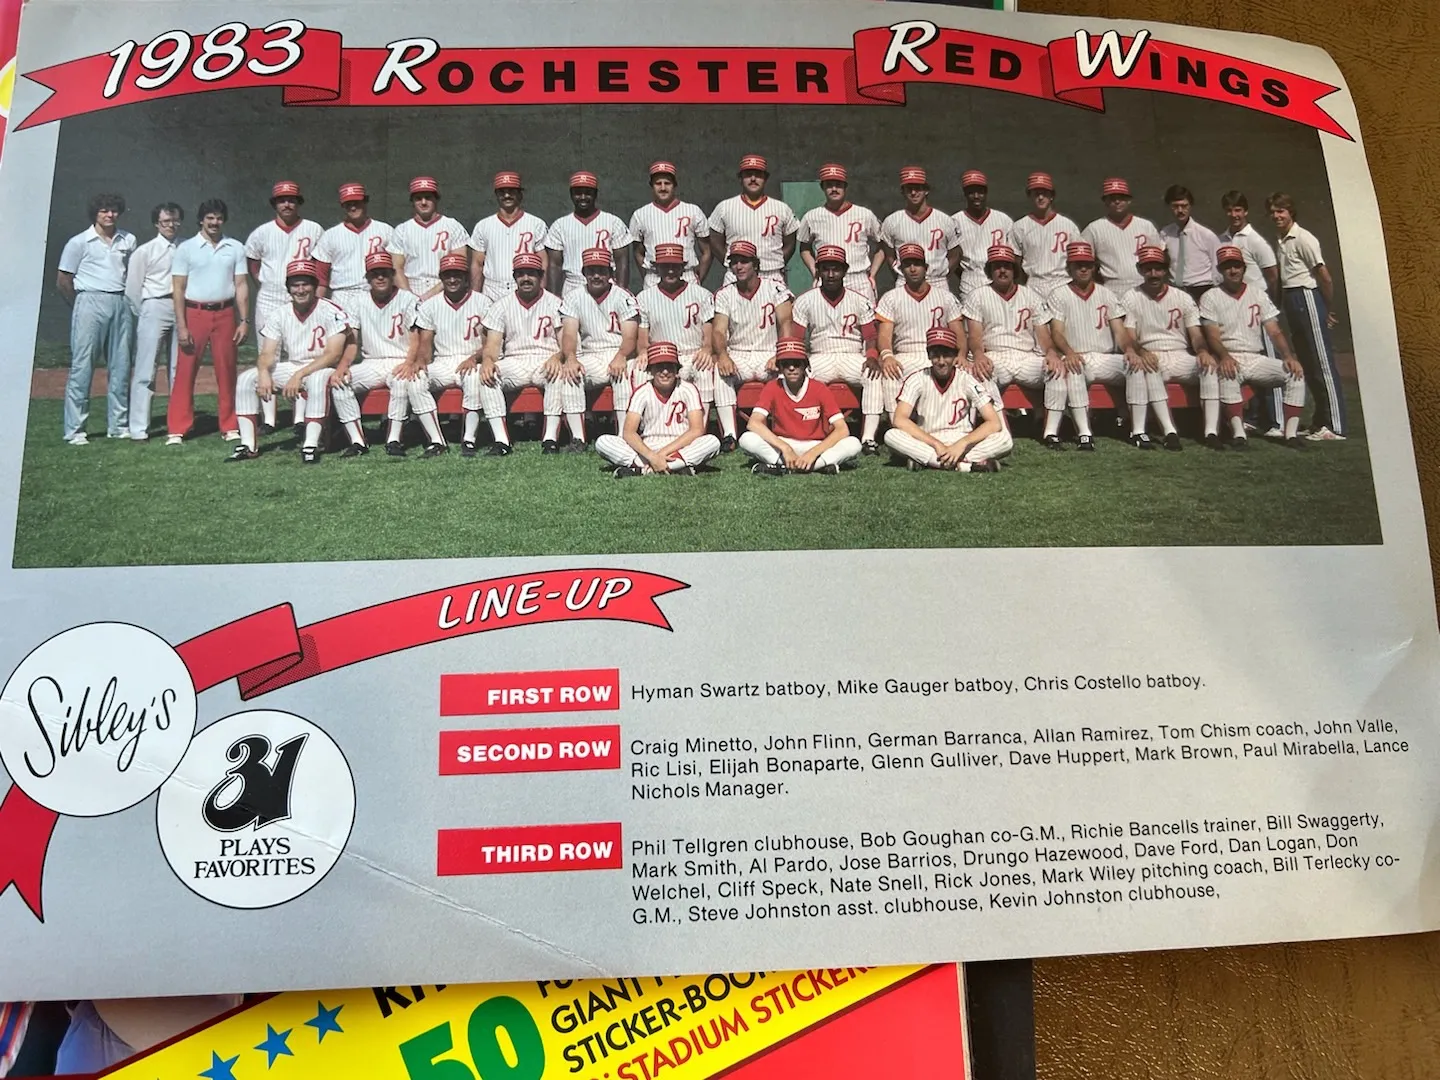 1983 ROCHESTER RED WINGS
LINE-UP
Sibley's
31
PLAYS
FAVORITES
FIRST ROW
Hyman Swartz batboy, Mike Gauger batboy, Chris Costello batboy.
SECOND ROW
Craig Minetto, John Flinn, German Barranca, Allan Ramirez, Tom Chism coach, John Valle,
Ric Lisi, Elijah Bonaparte, Glenn Gulliver, Dave Huppert, Mark Brown, Paul Mirabella, Lance
Nichols Manager.
THIRD ROW
Phil Tellgren clubhouse, Bob Goughan co-G.M., Richie Bancells trainer, Bill Swaggerty,
Mark Smith, Al Pardo, Jose Barrios, Drungo Hazewood, Dave Ford, Dan Logan, Don
Welchel, Cliff Speck, Nate Snell, Rick Jones, Mark Wiley pitching coach, Bill Terlecky co-
G.M., Steve Johnston asst. clubhouse, Kevin Johnston clubhouse,
50
GIANT
STICKER-BOOK
STADIUM STICKERS